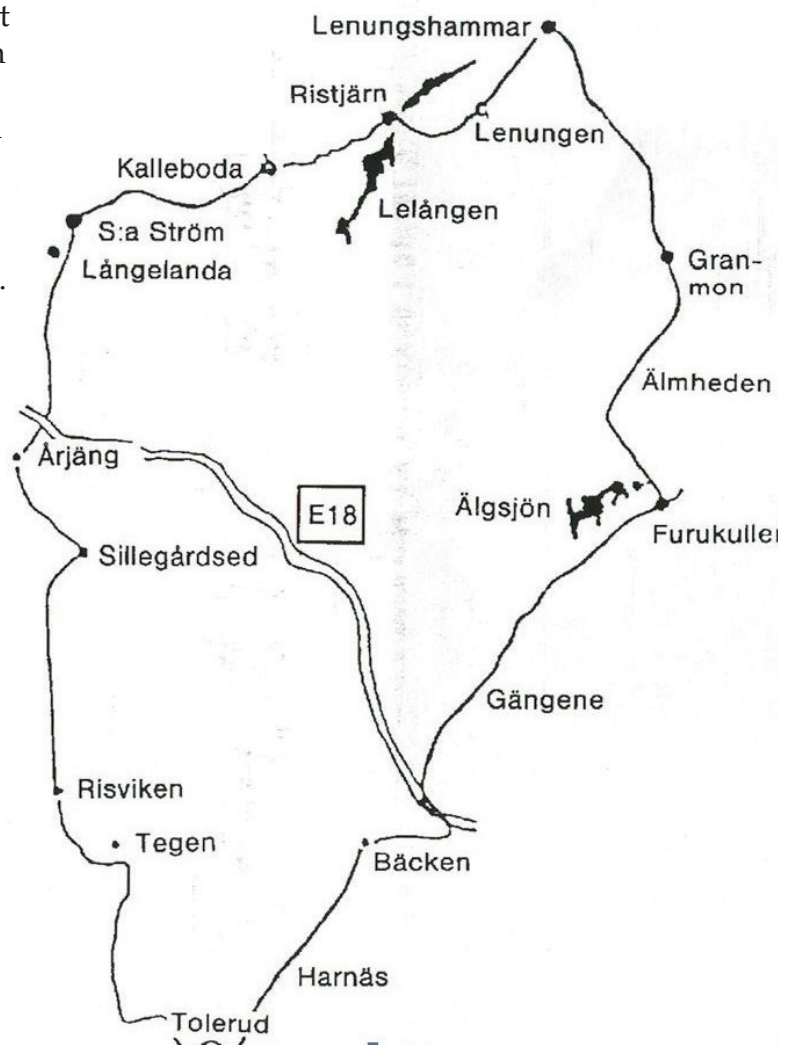 Lenungshammar
Ristjärn
Lenungen
Kalleboda
Lelången
S:a Ström
Långelanda
Gran-
mon
Älmheden
Årjäng
E18
Älgsjön
Sillegårdsed
Gängene
Risviken
Tegen
Bäcken
Harnäs
Tolerud